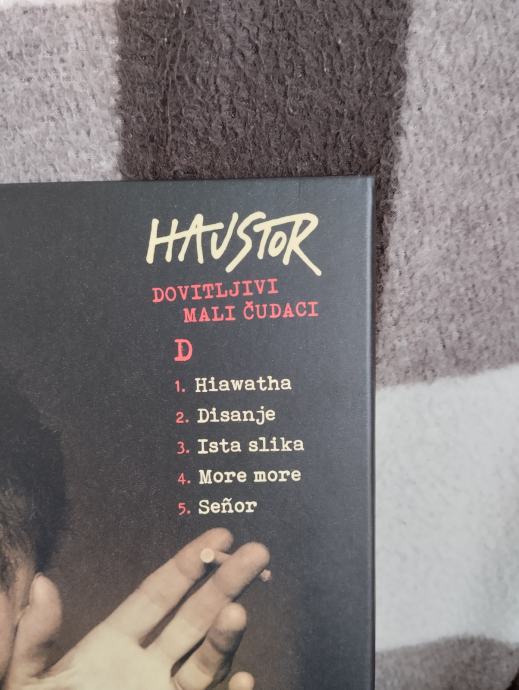 HAUSTOR
DOVITLJIVI
MALI ČUDACI
D
1. Hiawatha
2. Disanje
3. Ista slika
4. More more
5. Señor